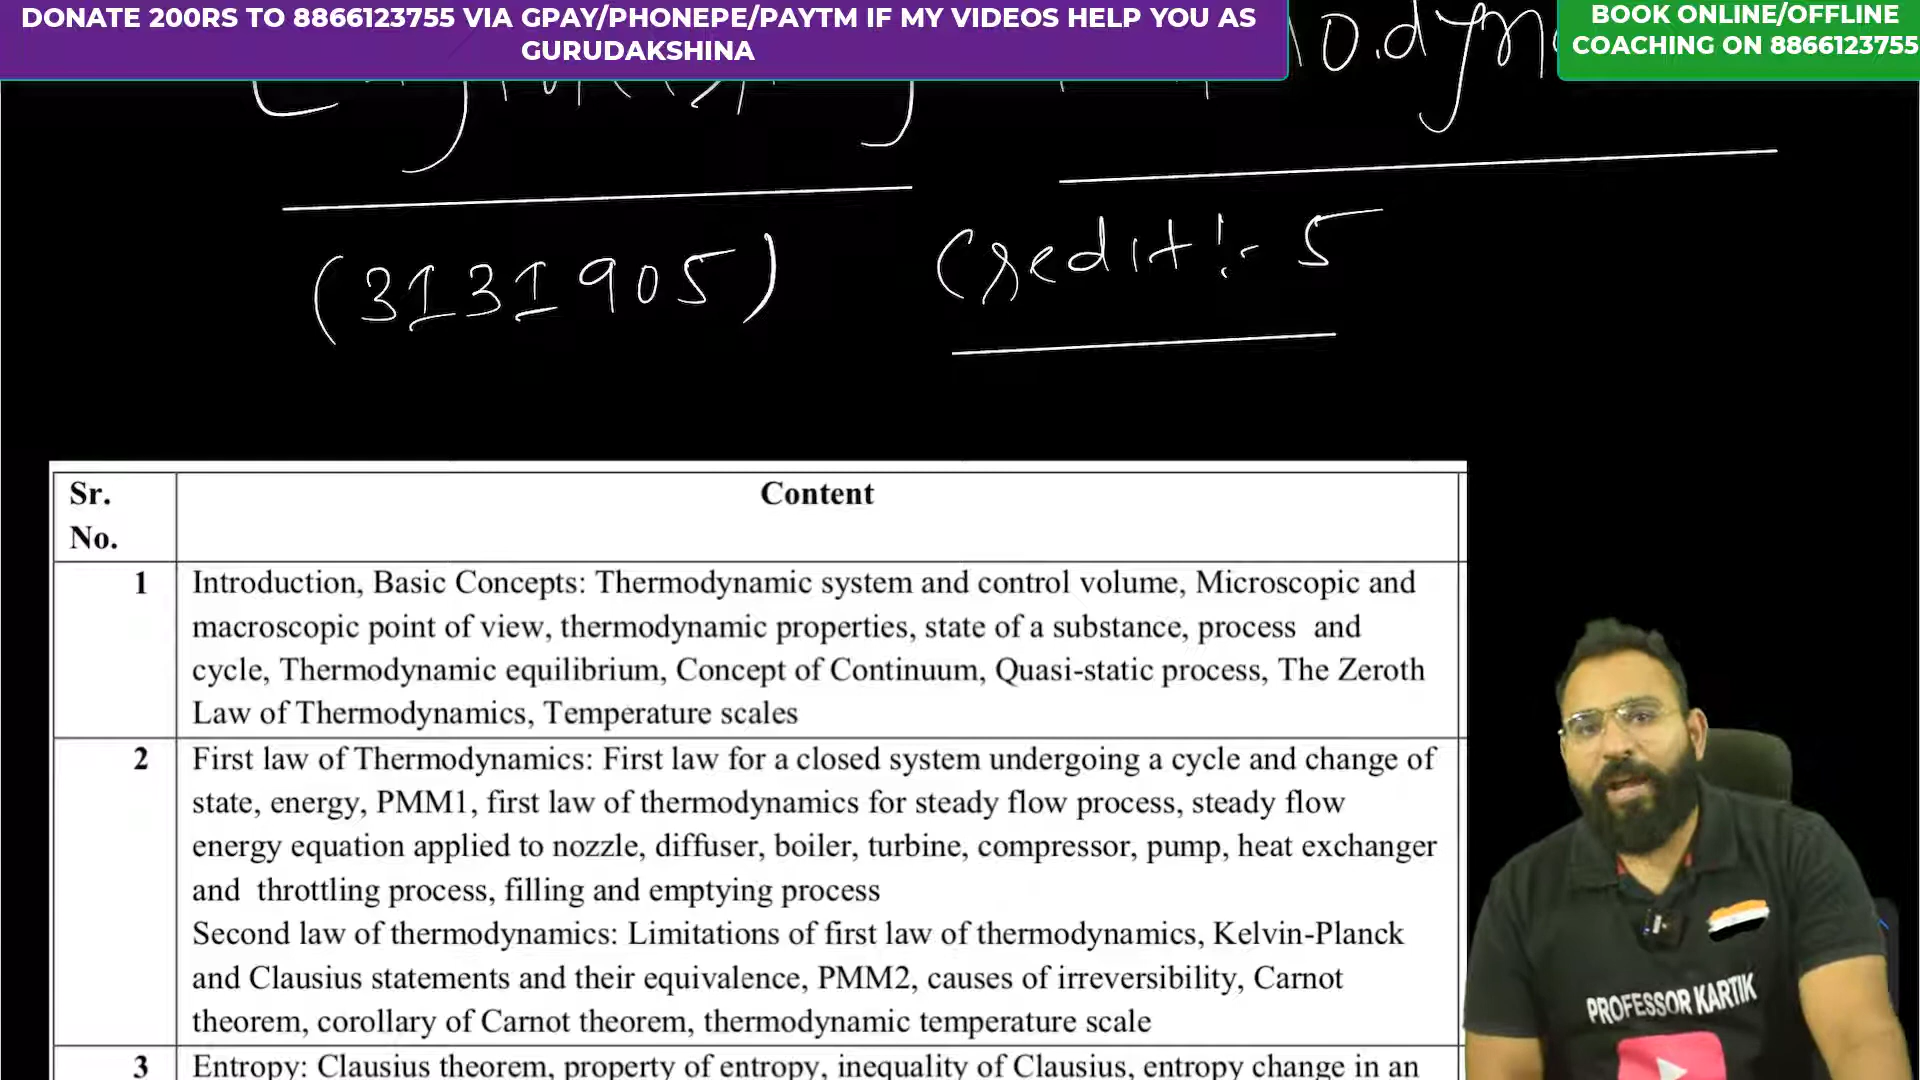 DONATE 200RS TO 8866123755 VIA GPAY/PHONEPE/PAYTM IF MY VIDEOS HELP YOU AS
GURUDAKSHINA
BOOK ONLINE/OFFLINE
COACHING ON 8866123755
(3131905) Credit:- 5
Sr.
No.
Content
1
Introduction, Basic Concepts: Thermodynamic system and control volume, Microscopic and
macroscopic point of view, thermodynamic properties, state of a substance, process and
cycle, Thermodynamic equilibrium, Concept of Continuum, Quasi-static process, The Zeroth
Law of Thermodynamics, Temperature scales
2
First law of Thermodynamics: First law for a closed system undergoing a cycle and change of
state, energy, PMM1, first law of thermodynamics for steady flow process, steady flow
energy equation applied to nozzle, diffuser, boiler, turbine, compressor, pump, heat exchanger
and throttling process, filling and emptying process
Second law of thermodynamics: Limitations of first law of thermodynamics, Kelvin-Planck
and Clausius statements and their equivalence, PMM2, causes of irreversibility, Carnot
theorem, corollary of Carnot theorem, thermodynamic temperature scale
3
Entropy: Clausius theorem, property of entropy, inequality of Clausius, entropy change in an
PROFESSOR KARTIK